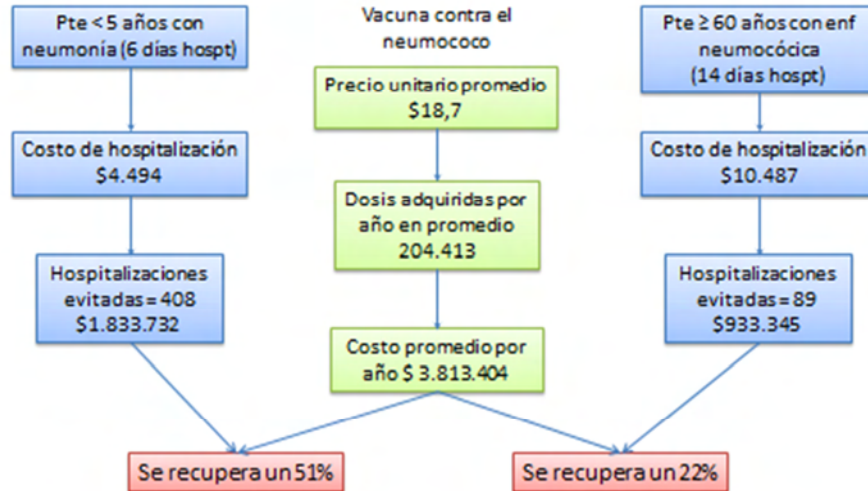 Pte < 5 años con
neumonía (6 días hospt)
Costo de hospitalización
$4.494
Hospitalizaciones
evitadas = 408
$1.833.732
Vacuna contra el
neumococo
Precio unitario promedio
$18,7
Dosis adquiridas por
año en promedio
204.413
Costo promedio por
año $ 3.813.404
Pte ≥ 60 años con enf
neumocócica
(14 días hospt)
Costo de hospitalización
$10.487
Hospitalizaciones
evitadas = 89
$933.345
Se recupera un 51%
Se recupera un 22%